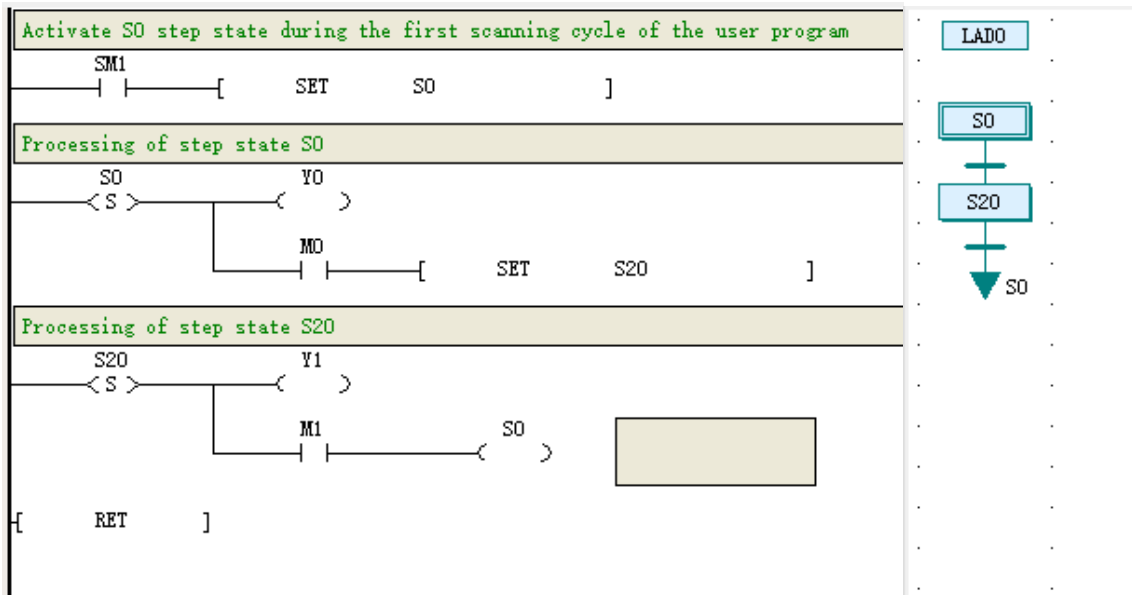 Activate S0 step state during the first scanning cycle of the user program
SM1
[ SET S0 ]
Processing of step state S0
S0 Y0
< S > ( )
M0
[ SET S20 ]
Processing of step state S20
S20 Y1
< S > ( )
M1 S0
( )
[ RET ]
LAD0
S0
S20
S0